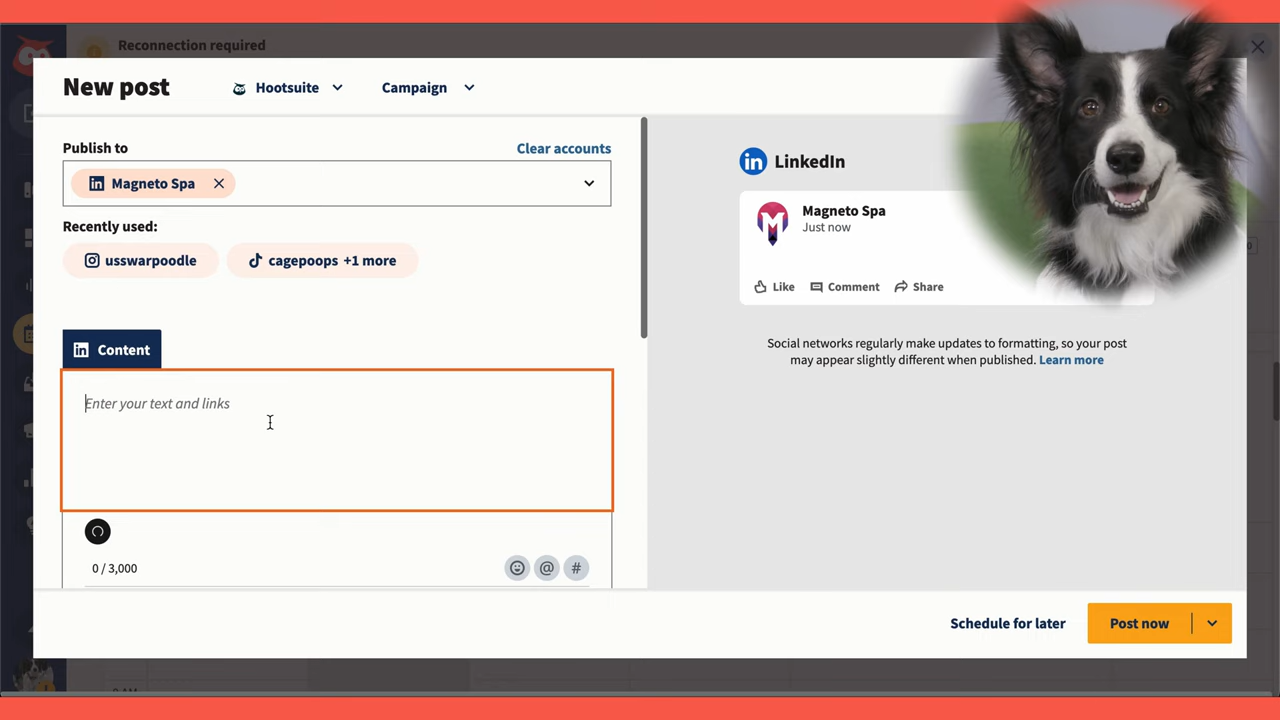 Reconnection required
New post
Hootsuite
Campaign
Publish to
Clear accounts
Magneto Spa
Recently used:
usswarpoodle
cagepoops +1 more
Content
Enter your text and links
0 / 3,000
@
#
LinkedIn
Magneto Spa
Just now
Like
Comment
Share
Social networks regularly make updates to formatting, so your post
may appear slightly different when published. Learn more
Schedule for later
Post now